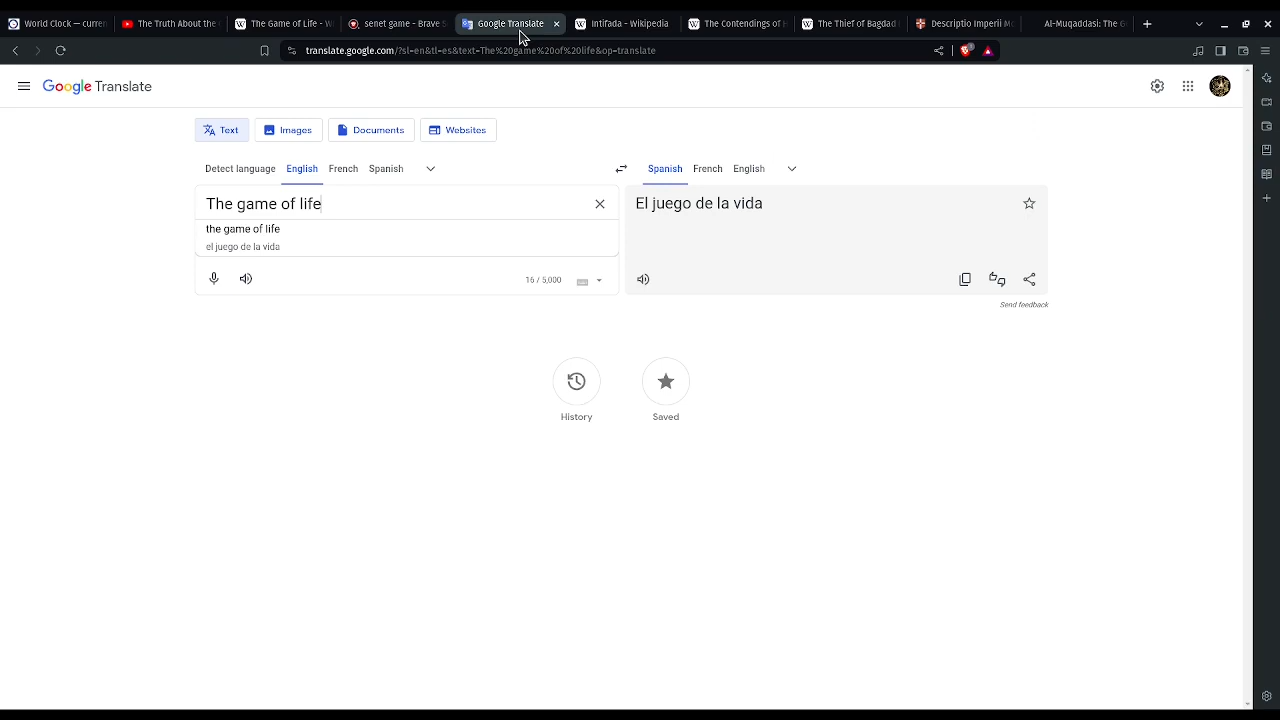 World Clock — curren
The Truth About the
The Game of Life - W
senet game - Brave S
Google Translate
Intifada - Wikipedia
The Contendings of H
The Thief of Bagdad
Descriptio Imperii Mo
Al-Muqaddasi: The G
translate.google.com/?sl=en&tl=es&text=The%20game%20of%20life&op=translate
Google Translate
Text
Images
Documents
Websites
Detect language English French Spanish
Spanish French English
The game of life
El juego de la vida
the game of life
el juego de la vida
16 / 5,000
Send feedback
History
Saved